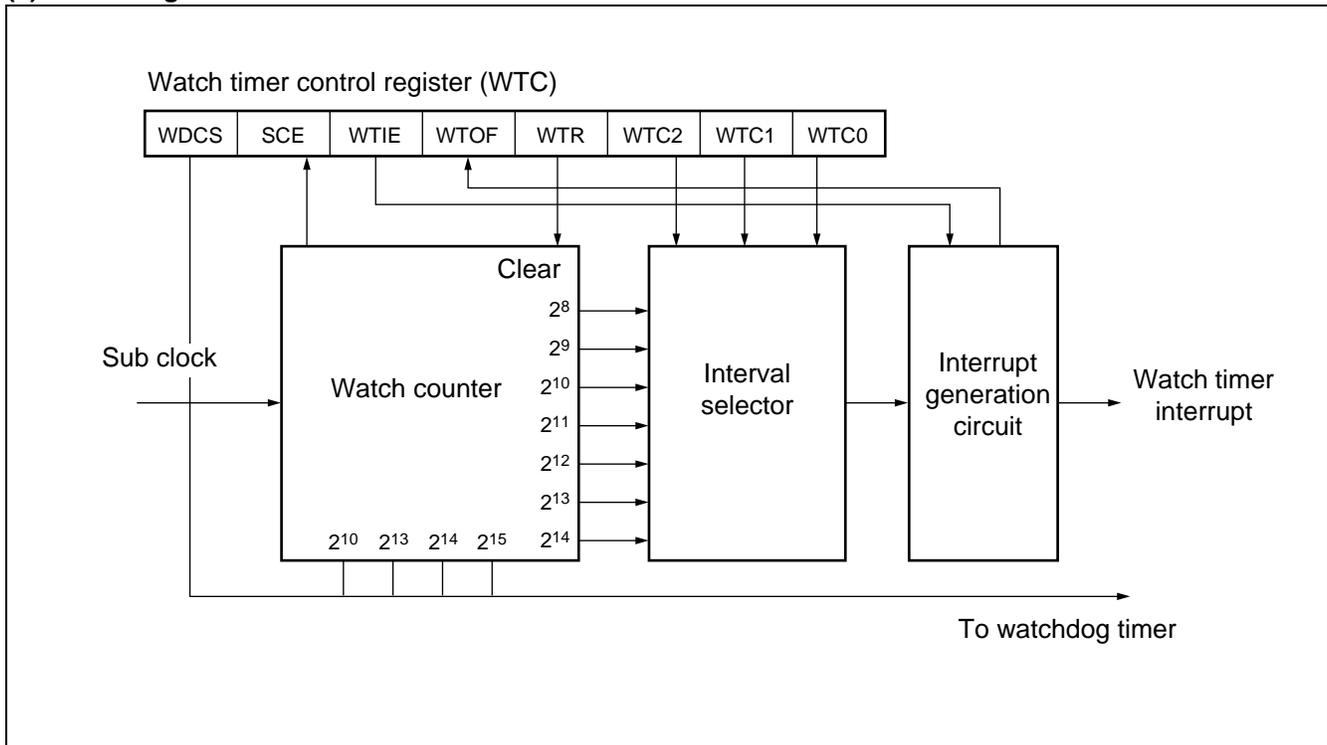 Watch timer control register (WTC)
WDCS SCE WTIE WTOF WTR WTC2 WTC1 WTC0
Clear
2⁸
2⁹
2¹⁰
2¹¹
2¹²
2¹³
2¹⁴
Sub clock
Watch counter
2¹⁰ 2¹³ 2¹⁴ 2¹⁵
Interval
selector
Interrupt
generation
circuit
Watch timer
interrupt
To watchdog timer